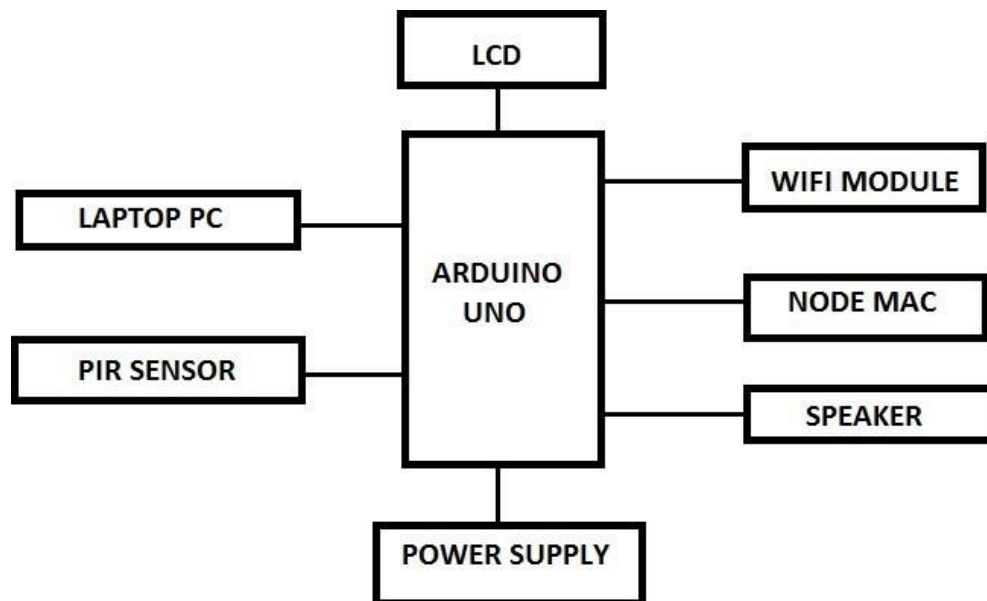 LCD
WIFI MODULE
LAPTOP PC
ARDUINO
UNO
NODE MAC
PIR SENSOR
SPEAKER
POWER SUPPLY